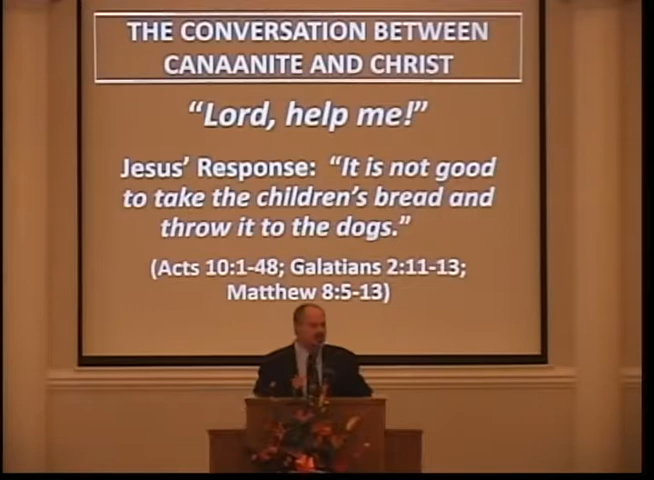 THE CONVERSATION BETWEEN
CANAANITE AND CHRIST
“Lord, help me!”
Jesus’ Response: “It is not good
to take the children’s bread and
throw it to the dogs.”
(Acts 10:1-48; Galatians 2:11-13;
Matthew 8:5-13)